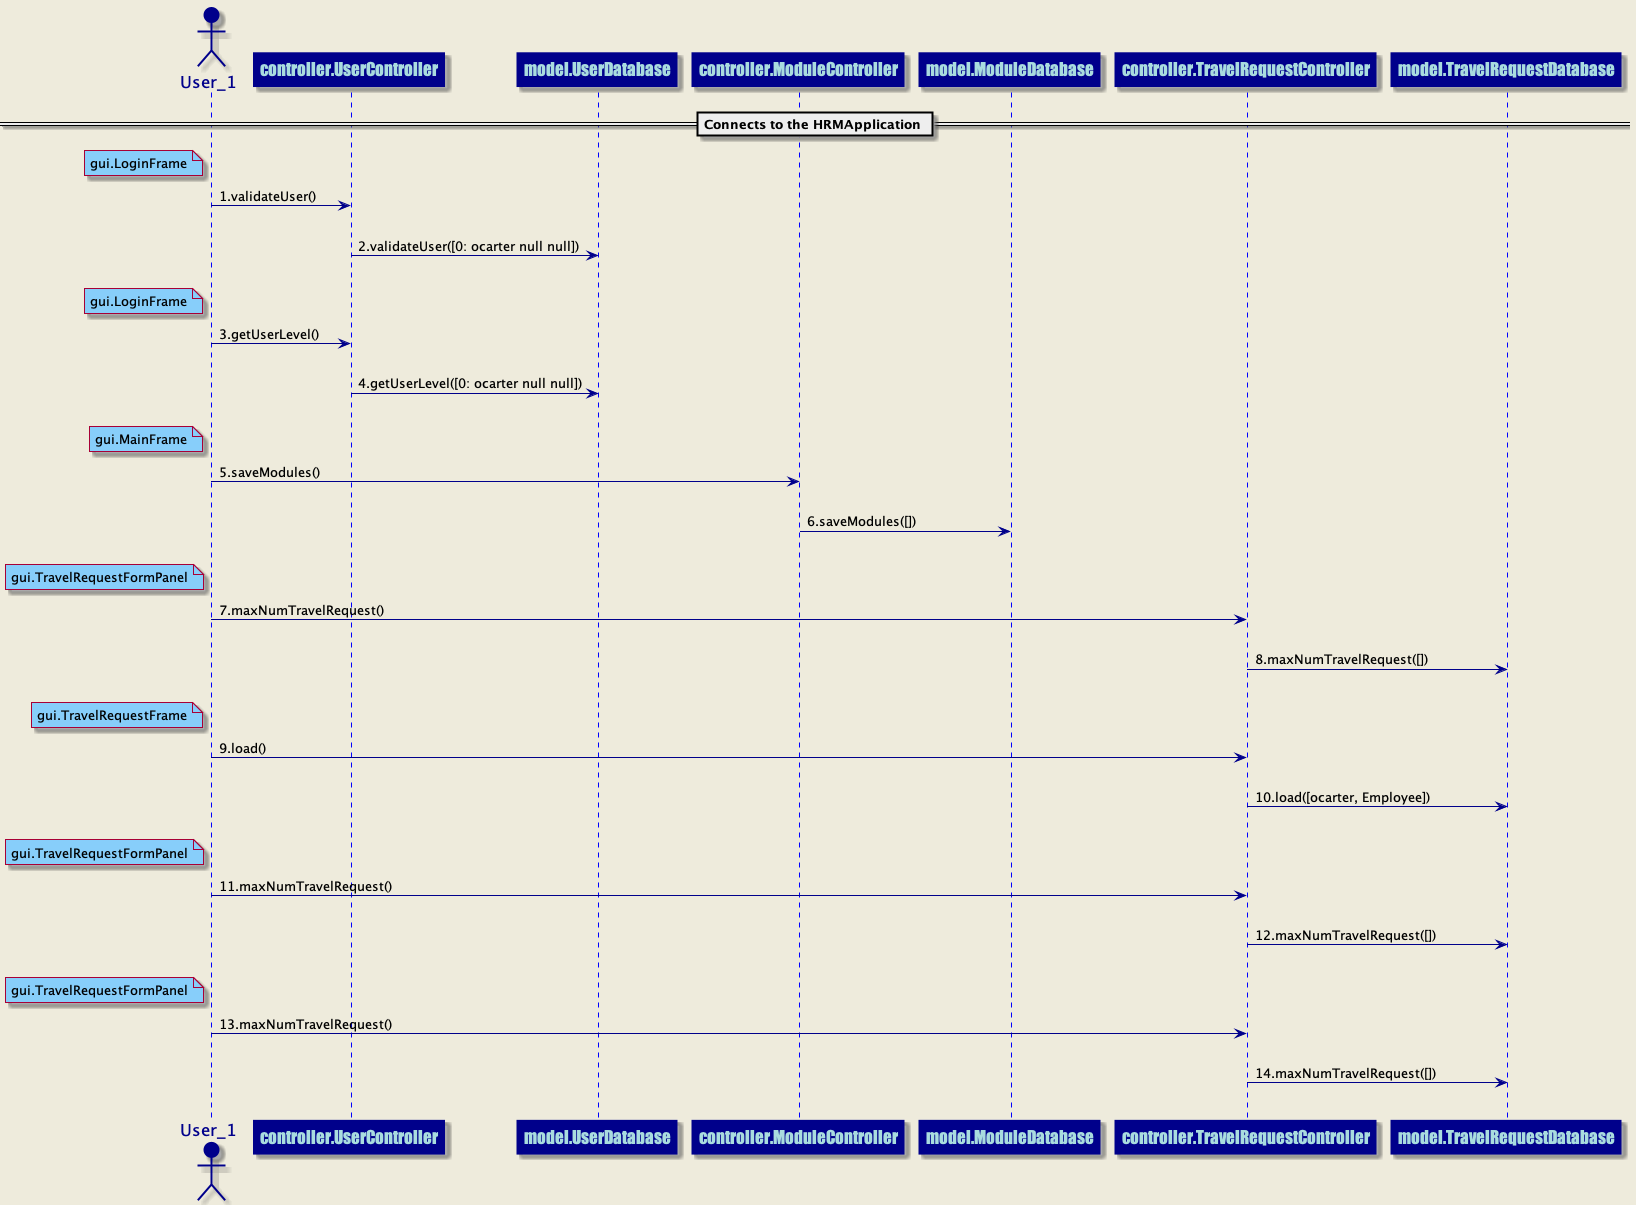 User_1
controller.UserController
model.UserDatabase
controller.ModuleController
model.ModuleDatabase
controller.TravelRequestController
model.TravelRequestDatabase
Connects to the HRMApplication
gui.LoginFrame
1.validateUser()
2.validateUser([0: ocarter null null])
gui.LoginFrame
3.getUserLevel()
4.getUserLevel([0: ocarter null null])
gui.MainFrame
5.saveModules()
6.saveModules([])
gui.TravelRequestFormPanel
7.maxNumTravelRequest()
8.maxNumTravelRequest([])
gui.TravelRequestFrame
9.load()
10.load([ocarter, Employee])
gui.TravelRequestFormPanel
11.maxNumTravelRequest()
12.maxNumTravelRequest([])
gui.TravelRequestFormPanel
13.maxNumTravelRequest()
14.maxNumTravelRequest([])
User_1
controller.UserController
model.UserDatabase
controller.ModuleController
model.ModuleDatabase
controller.TravelRequestController
model.TravelRequestDatabase